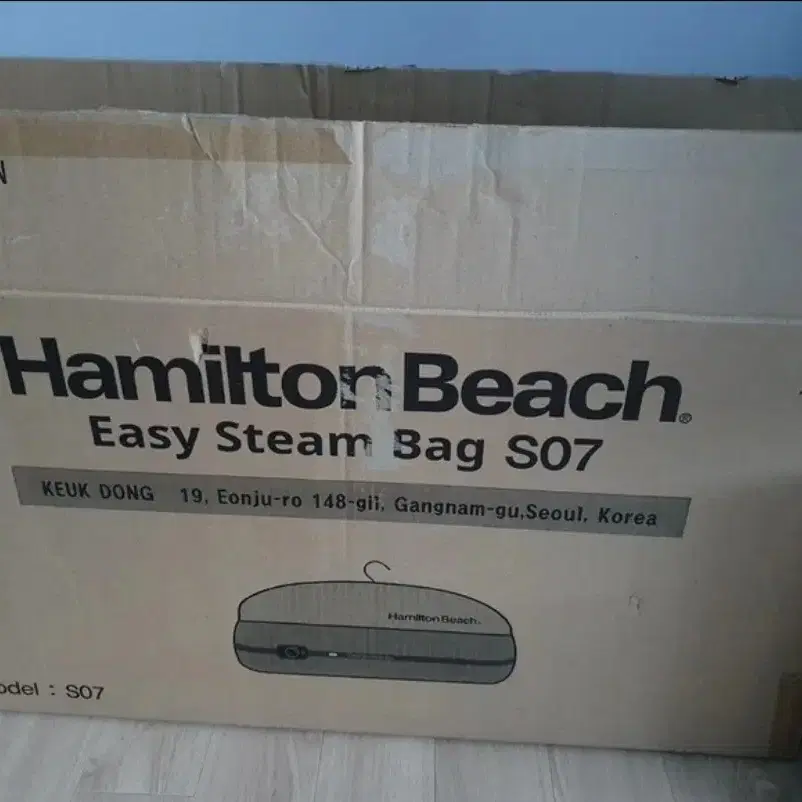 N
Hamilton Beach®
Easy Steam Bag S07
KEUK DONG 19, Eonju-ro 148-gil, Gangnam-gu,Seoul, Korea
Hamilton Beach.
odel : S07